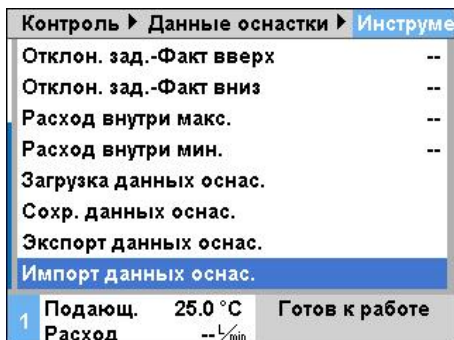 Контроль ▶ Данные оснастки ▶ Инструме
Отклон. зад.-Факт вверх --
Отклон. зад.-Факт вниз --
Расход внутри макс. --
Расход внутри мин. --
Загрузка данных оснас.
Сохр. данных оснас.
Экспорт данных оснас.
Импорт данных оснас.
1 Подающ. 25.0 °C Готов к работе
Расход -- L/min